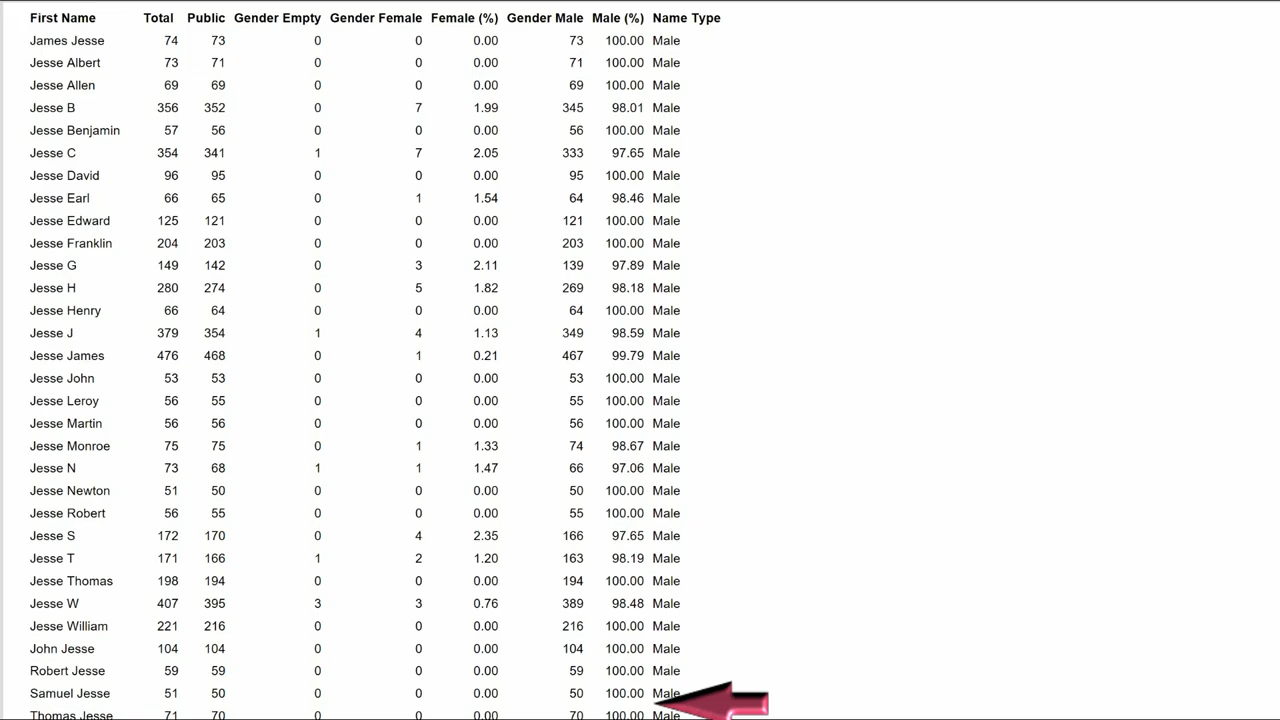 First Name Total Public Gender Empty Gender Female Female (%) Gender Male Male (%) Name Type
James Jesse 74 73 0 0 0.00 73 100.00 Male
Jesse Albert 73 71 0 0 0.00 71 100.00 Male
Jesse Allen 69 69 0 0 0.00 69 100.00 Male
Jesse B 356 352 0 7 1.99 345 98.01 Male
Jesse Benjamin 57 56 0 0 0.00 56 100.00 Male
Jesse C 354 341 1 7 2.05 333 97.65 Male
Jesse David 96 95 0 0 0.00 95 100.00 Male
Jesse Earl 66 65 0 1 1.54 64 98.46 Male
Jesse Edward 125 121 0 0 0.00 121 100.00 Male
Jesse Franklin 204 203 0 0 0.00 203 100.00 Male
Jesse G 149 142 0 3 2.11 139 97.89 Male
Jesse H 280 274 0 5 1.82 269 98.18 Male
Jesse Henry 66 64 0 0 0.00 64 100.00 Male
Jesse J 379 354 1 4 1.13 349 98.59 Male
Jesse James 476 468 0 1 0.21 467 99.79 Male
Jesse John 53 53 0 0 0.00 53 100.00 Male
Jesse Leroy 56 55 0 0 0.00 55 100.00 Male
Jesse Martin 56 56 0 0 0.00 56 100.00 Male
Jesse Monroe 75 75 0 1 1.33 74 98.67 Male
Jesse N 73 68 1 1 1.47 66 97.06 Male
Jesse Newton 51 50 0 0 0.00 50 100.00 Male
Jesse Robert 56 55 0 0 0.00 55 100.00 Male
Jesse S 172 170 0 4 2.35 166 97.65 Male
Jesse T 171 166 1 2 1.20 163 98.19 Male
Jesse Thomas 198 194 0 0 0.00 194 100.00 Male
Jesse W 407 395 3 3 0.76 389 98.48 Male
Jesse William 221 216 0 0 0.00 216 100.00 Male
John Jesse 104 104 0 0 0.00 104 100.00 Male
Robert Jesse 59 59 0 0 0.00 59 100.00 Male
Samuel Jesse 51 50 0 0 0.00 50 100.00 Male
Thomas Jesse 71 70 0 0 0.00 70 100.00 Male